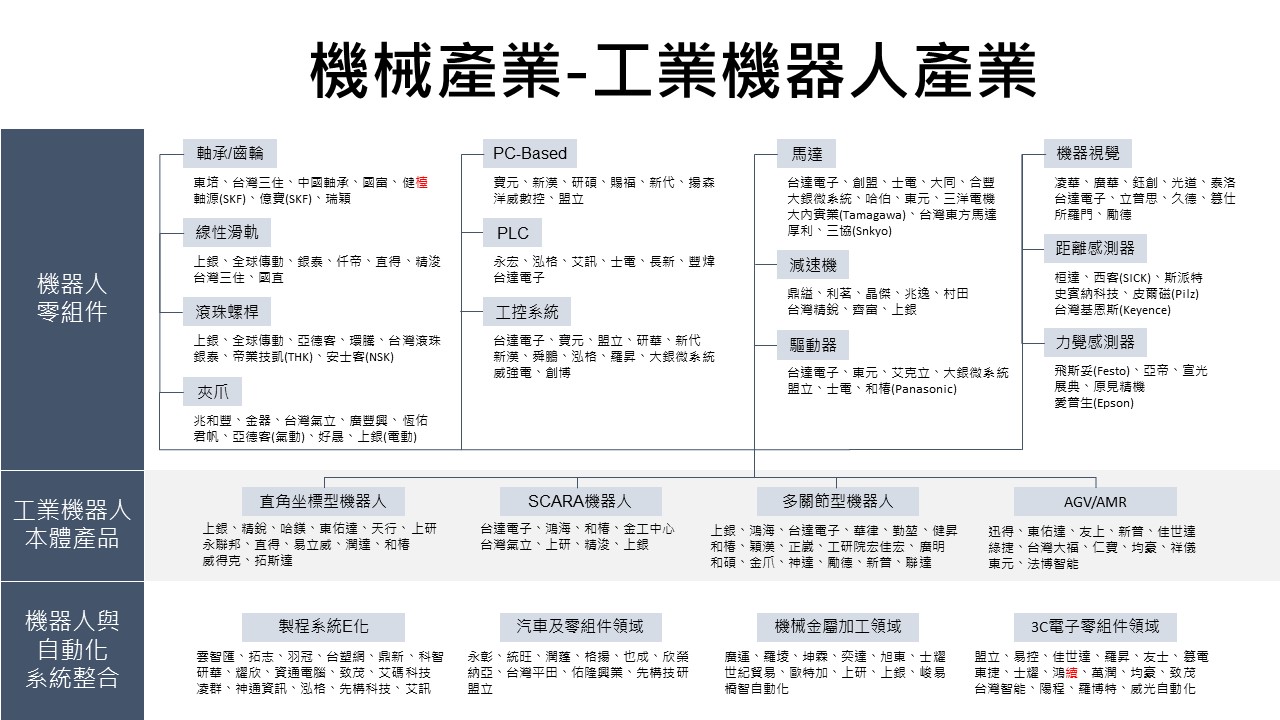 機械產業-工業機器人產業
機器人
零組件
軸承/齒輪
東培、台灣三住、中國軸承、國甯、健椿
軸源(SKF)、億寶(SKF)、瑞穎
線性滑軌
上銀、全球傳動、銀泰、仟帝、直得、精浚
台灣三住、國直
滾珠螺桿
上銀、全球傳動、亞德客、環騰、台灣滾珠
銀泰、帝業技凱(THK)、安士客(NSK)
夾爪
兆和豐、金器、台灣氣立、廣豐興、恆佑
君帆、亞德客(氣動)、好晟、上銀(電動)
PC-Based
寶元、新漢、研碩、賜福、新代、揚森
洋威數控、盟立
PLC
永宏、泓格、艾訊、士電、長新、豐煒
台達電子
工控系統
台達電子、寶元、盟立、研華、新代
新漢、舜鵬、泓格、羅昇、大銀微系統
威強電、創博
馬達
台達電子、創盟、士電、大同、合豐
大銀微系統、哈伯、東元、三洋電機
大內實業(Tamagawa)、台灣東方馬達
厚利、三協(Snkyo)
減速機
鼎縊、利茗、晶傑、兆逸、村田
台灣精銳、齊甯、上銀
驅動器
台達電子、東元、艾克立、大銀微系統
盟立、士電、和椿(Panasonic)
機器視覺
凌華、廣華、鈺創、光道、泰洛
台達電子、立普思、久德、簒仕
所羅門、勵德
距離感測器
桓達、西客(SICK)、斯派特
史賓納科技、皮爾磁(Pilz)
台灣基恩斯(Keyence)
力覺感測器
飛斯妥(Festo)、亞帝、宣光
展典、原見精機
愛普生(Epson)
工業機器人
本體產品
直角坐標型機器人
上銀、精銳、哈鎂、東佑達、天行、上研
永聯邦、直得、易立威、潤達、和椿
威得克、拓斯達
SCARA機器人
台達電子、鴻海、和椿、金工中心
台灣氣立、上研、精浚、上銀
多關節型機器人
上銀、鴻海、台達電子、華律、勤堃、健昇
和椿、穎漢、正崴、工研院宏佳宏、廣明
和碩、金爪、神達、勵德、新普、聯達
AGV/AMR
迅得、東佑達、友上、新普、佳世達
綠捷、台灣大福、仁寶、均豪、祥儀
東元、法博智能
機器人與
自動化
系統整合
製程系統E化
雲智匯、拓志、羽冠、台塑網、鼎新、科智
研華、耀欣、資通電腦、致茂、艾碼科技
凌群、神通資訊、泓格、先構科技、艾訊
汽車及零組件領域
永彰、統旺、潤蓬、格揚、也成、欣榮
納亞、台灣平田、佑隆興業、先構技研
盟立
機械金屬加工領域
廣運、羅埈、坤霖、奕達、旭東、士耀
世紀貿易、歐特加、上研、上銀、峻易
橋智自動化
3C電子零組件領域
盟立、易控、佳世達、羅昇、友士、簒電
東捷、士耀、鴻績、萬潤、均豪、致茂
台灣智能、陽程、羅博特、威光自動化